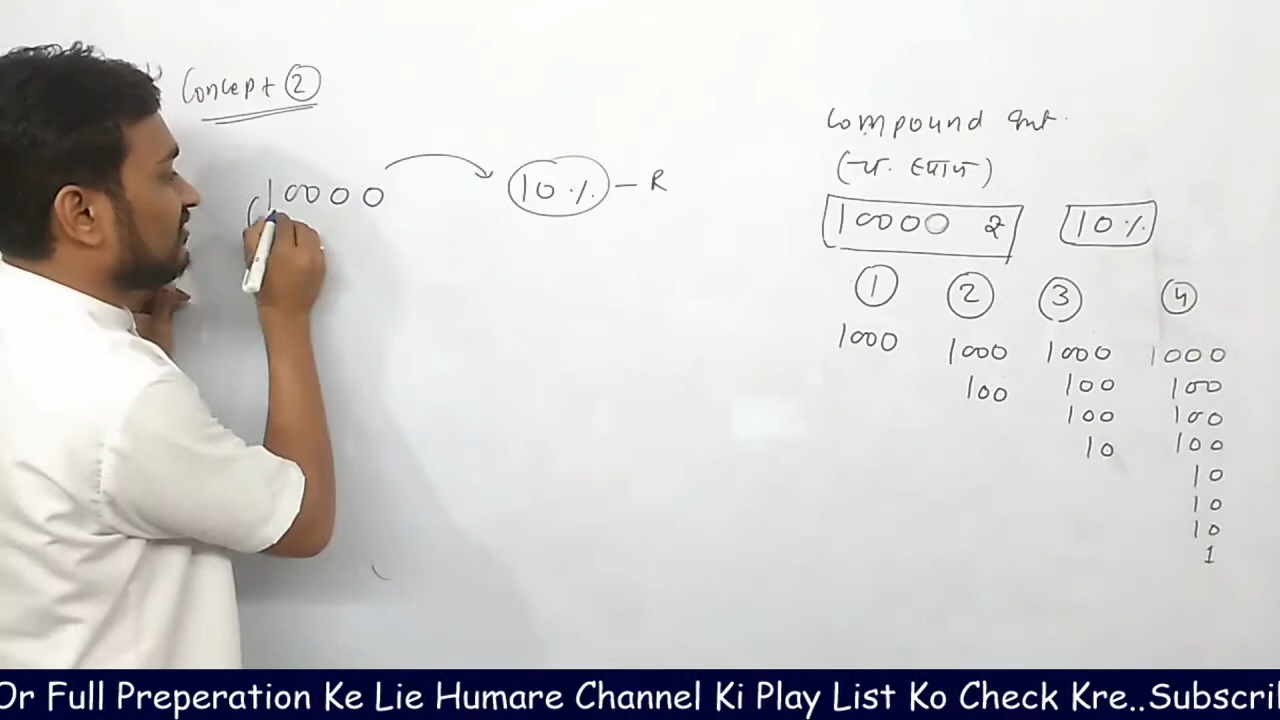 Concept 2
10000 10% — R
Compound Int.
(च. ब्याज)
10000 ₹ 10%
1 2 3 4
1000 1000 1000 1000
100 100 100
100 100
10 100
10
10
10
1
Or Full Preperation Ke Lie Humare Channel Ki Play List Ko Check Kre..Subscri